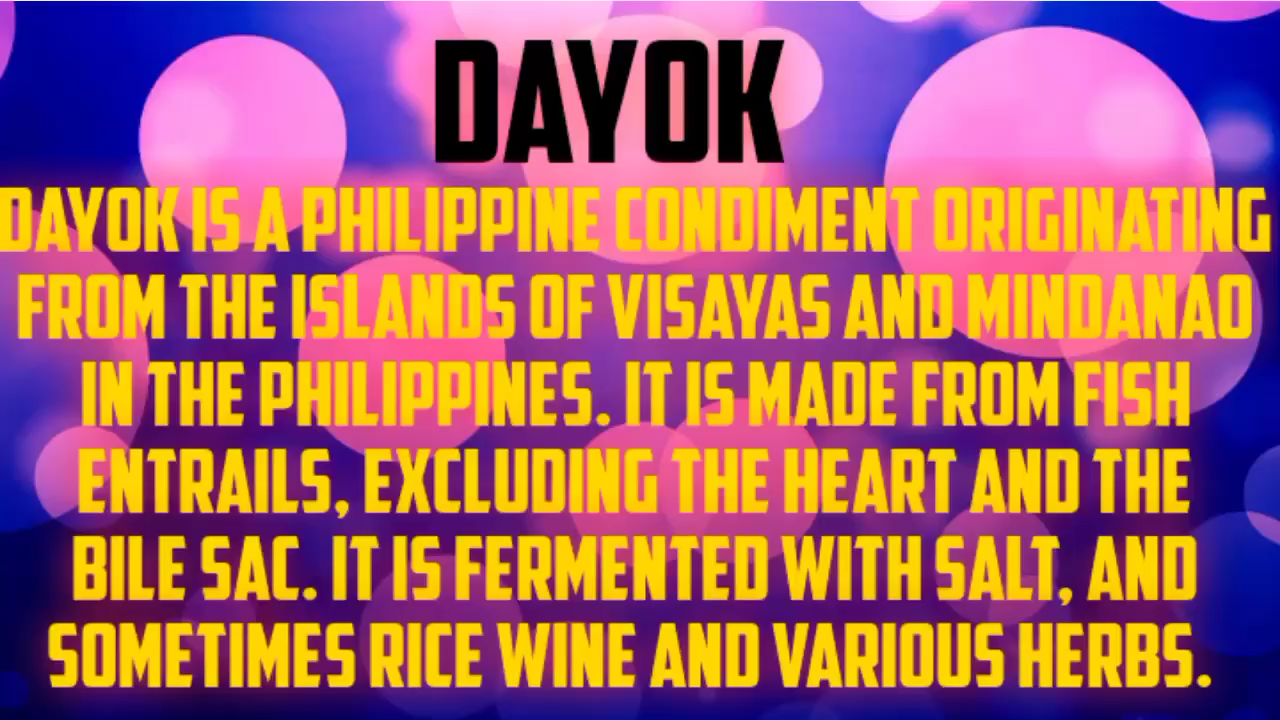 DAYOK
DAYOK IS A PHILIPPINE CONDIMENT ORIGINATING
FROM THE ISLANDS OF VISAYAS AND MINDANAO
IN THE PHILIPPINES. IT IS MADE FROM FISH
ENTRAILS, EXCLUDING THE HEART AND THE
BILE SAC. IT IS FERMENTED WITH SALT, AND
SOMETIMES RICE WINE AND VARIOUS HERBS.